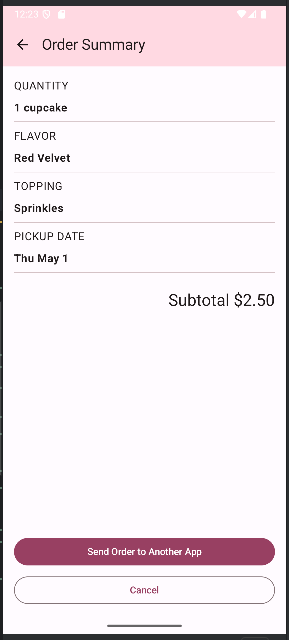 12:33
Order Summary
QUANTITY
1 cupcake
FLAVOR
Red Velvet
TOPPING
Sprinkles
PICKUP DATE
Thu May 1
Subtotal $2.50
Send Order to Another App
Cancel